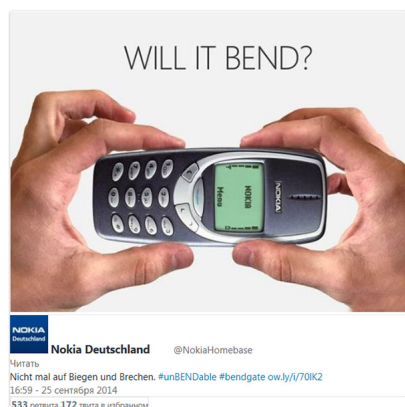 WILL IT BEND?
NOKIA
NOKIA
Menu
NOKIA
Deutschland
Nokia Deutschland @NokiaHomebase
Читать
Nicht mal auf Biegen und Brechen. #unBENDable #bendgate ow.ly/i/70lK2
16:59 - 25 сентября 2014
533 ретвита 172 твита в избранном